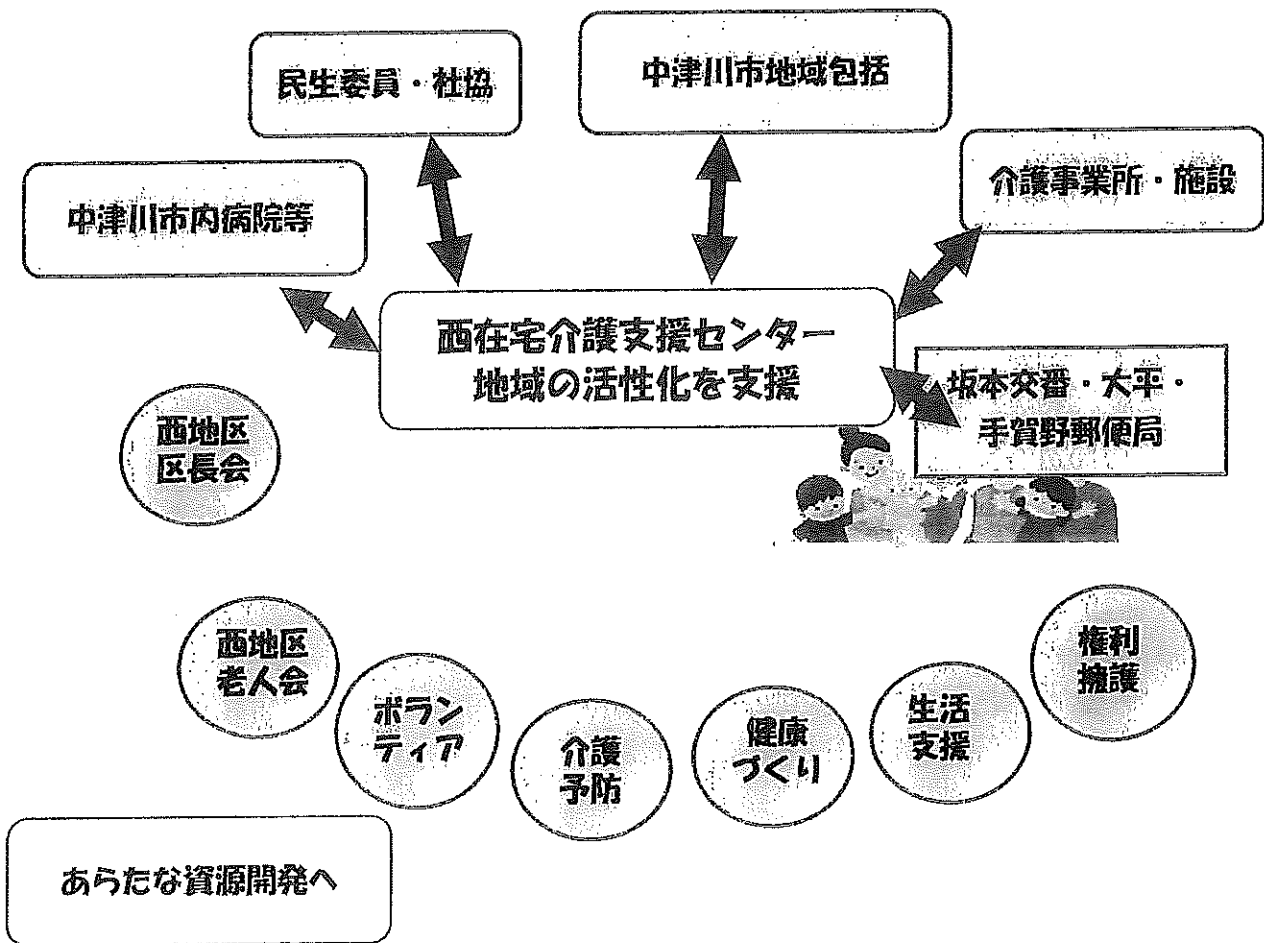 民生委員・社協
中津川市地域包括
中津川市内病院等
介護事業所・施設
西在宅介護支援センター
地域の活性化を支援
坂本交番・大平・
手賀野郵便局
西地区
区長会
西地区
老人会
ボラン
ティア
介護
予防
健康
づくり
生活
支援
権利
擁護
あらたな資源開発へ